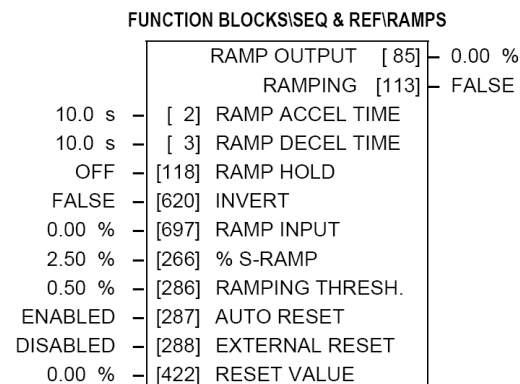 FUNCTION BLOCKS\SEQ & REF\RAMPS
RAMP OUTPUT [ 85] – 0.00 %
RAMPING [113] – FALSE
10.0 s – [ 2] RAMP ACCEL TIME
10.0 s – [ 3] RAMP DECEL TIME
OFF – [118] RAMP HOLD
FALSE – [620] INVERT
0.00 % – [697] RAMP INPUT
2.50 % – [266] % S-RAMP
0.50 % – [286] RAMPING THRESH.
ENABLED – [287] AUTO RESET
DISABLED – [288] EXTERNAL RESET
0.00 % – [422] RESET VALUE